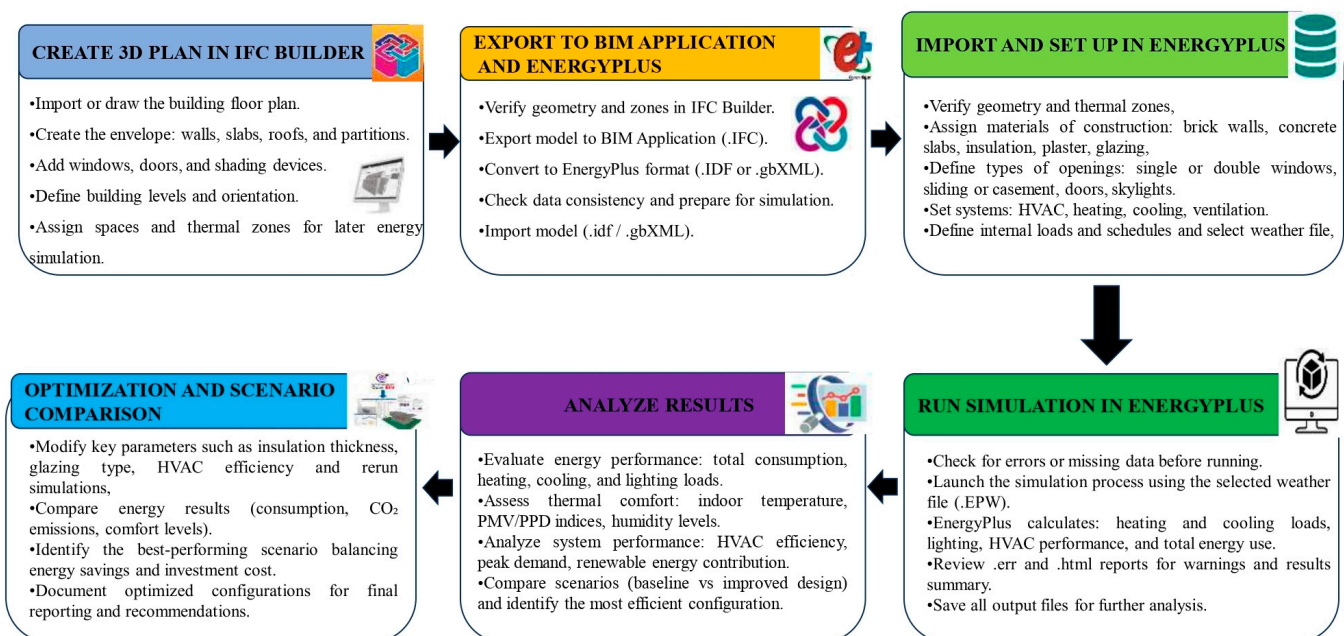 CREATE 3D PLAN IN IFC BUILDER
•Import or draw the building floor plan.
•Create the envelope: walls, slabs, roofs, and partitions.
•Add windows, doors, and shading devices.
•Define building levels and orientation.
•Assign spaces and thermal zones for later energy
simulation.
EXPORT TO BIM APPLICATION
AND ENERGYPLUS
•Verify geometry and zones in IFC Builder.
•Export model to BIM Application (.IFC).
•Convert to EnergyPlus format (.IDF or .gbXML).
•Check data consistency and prepare for simulation.
•Import model (.idf / .gbXML).
IMPORT AND SET UP IN ENERGYPLUS
•Verify geometry and thermal zones,
•Assign materials of construction: brick walls, concrete
slabs, insulation, plaster, glazing,
•Define types of openings: single or double windows,
sliding or casement, doors, skylights.
•Set systems: HVAC, heating, cooling, ventilation.
•Define internal loads and schedules and select weather file,
RUN SIMULATION IN ENERGYPLUS
•Check for errors or missing data before running.
•Launch the simulation process using the selected weather
file (.EPW).
•EnergyPlus calculates: heating and cooling loads,
lighting, HVAC performance, and total energy use.
•Review .err and .html reports for warnings and results
summary.
•Save all output files for further analysis.
ANALYZE RESULTS
•Evaluate energy performance: total consumption,
heating, cooling, and lighting loads.
•Assess thermal comfort: indoor temperature,
PMV/PPD indices, humidity levels.
•Analyze system performance: HVAC efficiency,
peak demand, renewable energy contribution.
•Compare scenarios (baseline vs improved design)
and identify the most efficient configuration.
OPTIMIZATION AND SCENARIO
COMPARISON
•Modify key parameters such as insulation thickness,
glazing type, HVAC efficiency and rerun
simulations,
•Compare energy results (consumption, CO₂
emissions, comfort levels).
•Identify the best-performing scenario balancing
energy savings and investment cost.
•Document optimized configurations for final
reporting and recommendations.